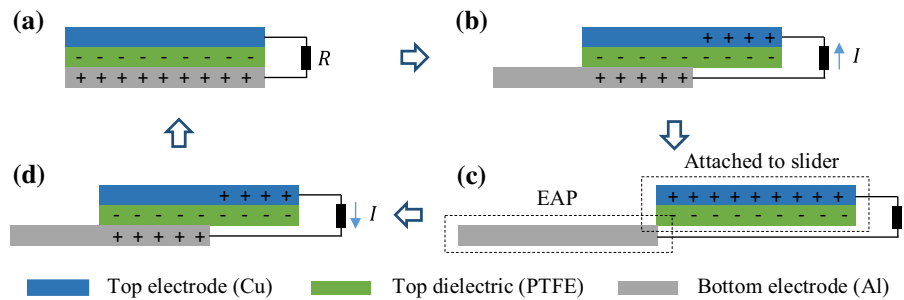 (a)
(b)
- - - - - - - - -
+ + + + + + + + +
R
+ + + +
- - - - - - - - -
+ + + + +
I
(d)
(c)
Attached to slider
EAP
+ + + +
- - - - - - - - -
+ + + + +
I
+ + + + + + + + +
- - - - - - - - -
Top electrode (Cu)
Top dielectric (PTFE)
Bottom electrode (Al)